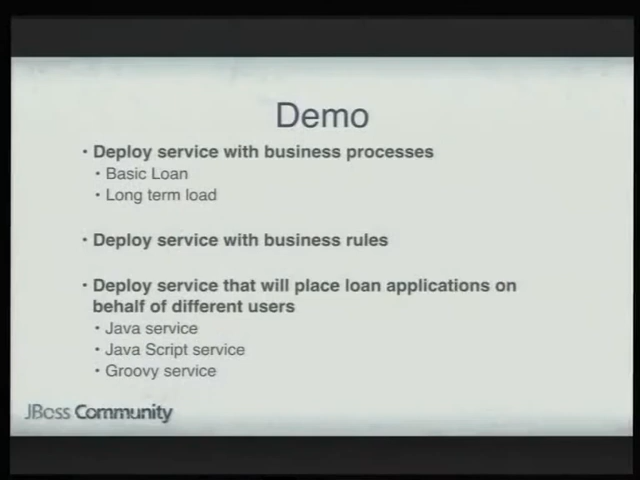 Demo
• Deploy service with business processes
• Basic Loan
• Long term load
• Deploy service with business rules
• Deploy service that will place loan applications on
behalf of different users
• Java service
• Java Script service
• Groovy service
JBoss Community